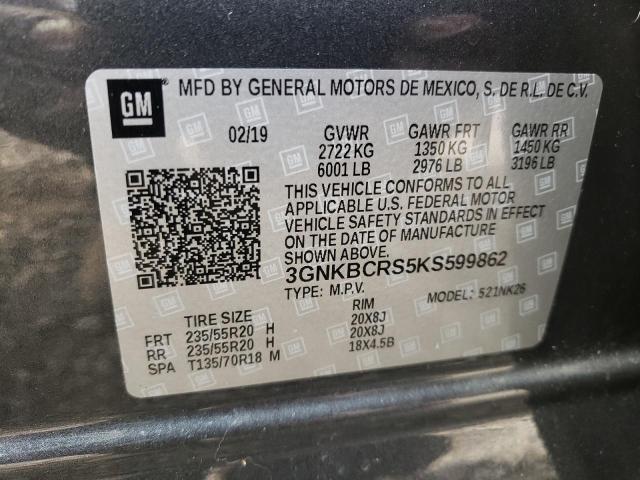 GM ® MFD BY GENERAL MOTORS DE MEXICO, S. DE R.L. DE C.V.
02/19 GVWR GAWR FRT GAWR RR
2722 KG 1350 KG 1450 KG
6001 LB 2976 LB 3196 LB
THIS VEHICLE CONFORMS TO ALL
APPLICABLE U.S. FEDERAL MOTOR
VEHICLE SAFETY STANDARDS IN EFFECT
ON THE DATE OF MANUFACTURE
SHOWN ABOVE.
3GNKBCRS5KS599862
TYPE: M.P.V. MODEL: 521NK26
TIRE SIZE RIM
FRT 235/55R20 H 20X8J
RR 235/55R20 H 20X8J
SPA T135/70R18 M 18X4.5B